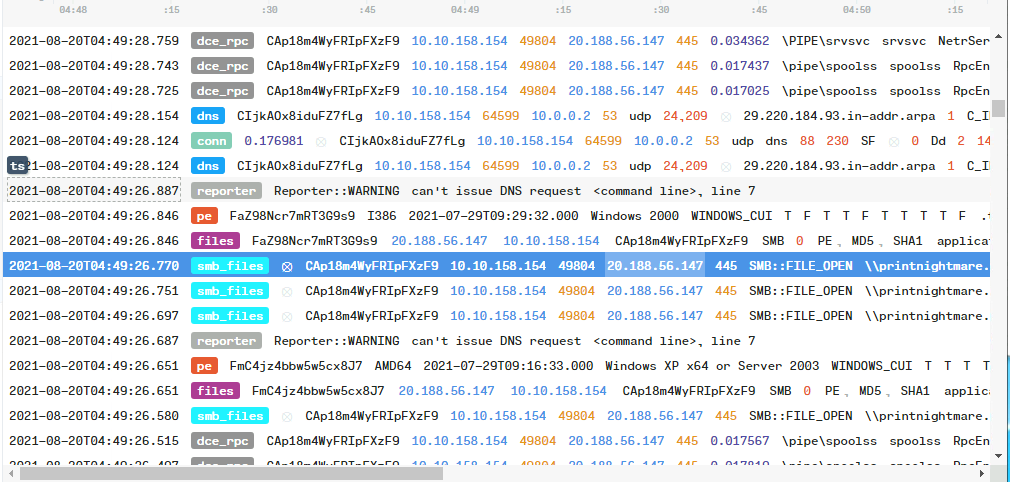 04:48 :15 :30 :45 04:49 :15 :30 :45 04:50 :15
2021-08-20T04:49:28.759 dce_rpc CAp18m4WyFRIpFXzF9 10.10.158.154 49804 20.188.56.147 445 0.034362 \PIPE\srvsvc srvsvc NetrSer
2021-08-20T04:49:28.743 dce_rpc CAp18m4WyFRIpFXzF9 10.10.158.154 49804 20.188.56.147 445 0.017437 \pipe\spoolss spoolss RpcEn
2021-08-20T04:49:28.725 dce_rpc CAp18m4WyFRIpFXzF9 10.10.158.154 49804 20.188.56.147 445 0.017025 \pipe\spoolss spoolss RpcEn
2021-08-20T04:49:28.154 dns CIjkAOx8iduFZ7fLg 10.10.158.154 64599 10.0.0.2 53 udp 24,209 29.220.184.93.in-addr.arpa 1 C_I
2021-08-20T04:49:28.124 conn 0.176981 CIjkAOx8iduFZ7fLg 10.10.158.154 64599 10.0.0.2 53 udp dns 88 230 SF 0 Dd 2 14
ts 21-08-20T04:49:28.124 dns CIjkAOx8iduFZ7fLg 10.10.158.154 64599 10.0.0.2 53 udp 24,209 29.220.184.93.in-addr.arpa 1 C_I
2021-08-20T04:49:26.887 reporter Reporter::WARNING can't issue DNS request <command line>, line 7
2021-08-20T04:49:26.846 pe FaZ98Ncr7mRT3G9s9 I386 2021-07-29T09:29:32.000 Windows 2000 WINDOWS_CUI T F T T F T T T T F .t
2021-08-20T04:49:26.846 files FaZ98Ncr7mRT3G9s9 20.188.56.147 10.10.158.154 CAp18m4WyFRIpFXzF9 SMB 0 PE, MD5, SHA1 applica
2021-08-20T04:49:26.770 smb_files CAp18m4WyFRIpFXzF9 10.10.158.154 49804 20.188.56.147 445 SMB::FILE_OPEN \\printnightmare.
2021-08-20T04:49:26.751 smb_files CAp18m4WyFRIpFXzF9 10.10.158.154 49804 20.188.56.147 445 SMB::FILE_OPEN \\printnightmare.
2021-08-20T04:49:26.697 smb_files CAp18m4WyFRIpFXzF9 10.10.158.154 49804 20.188.56.147 445 SMB::FILE_OPEN \\printnightmare.
2021-08-20T04:49:26.687 reporter Reporter::WARNING can't issue DNS request <command line>, line 7
2021-08-20T04:49:26.651 pe FmC4jz4bbw5w5cx8J7 AMD64 2021-07-29T09:16:33.000 Windows XP x64 or Server 2003 WINDOWS_CUI T T T T
2021-08-20T04:49:26.651 files FmC4jz4bbw5w5cx8J7 20.188.56.147 10.10.158.154 CAp18m4WyFRIpFXzF9 SMB 0 PE, MD5, SHA1 applic
2021-08-20T04:49:26.580 smb_files CAp18m4WyFRIpFXzF9 10.10.158.154 49804 20.188.56.147 445 SMB::FILE_OPEN \\printnightmare.
2021-08-20T04:49:26.515 dce_rpc CAp18m4WyFRIpFXzF9 10.10.158.154 49804 20.188.56.147 445 0.017567 \pipe\spoolss spoolss RpcEn